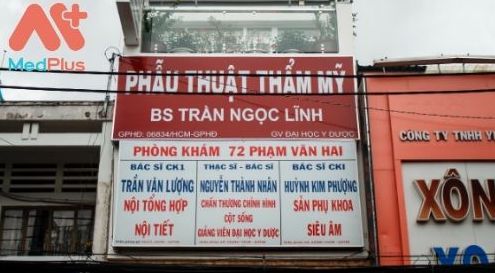 MedPlus
PHẪU THUẬT THẨM MỸ
BS TRẦN NGỌC LĨNH
GPHĐ: 06834/HCM-GPHĐ GV ĐẠI HỌC Y DƯỢC
PHÒNG KHÁM 72 PHẠM VĂN HAI
BÁC SĨ CK1
TRẦN VĂN LƯỢNG
NỘI TỔNG HỢP
NỘI TIẾT
THẠC SĨ - BÁC SĨ
NGUYỄN THÀNH NHÂN
CHẤN THƯƠNG CHỈNH HÌNH
CỘT SỐNG
GIẢNG VIÊN ĐẠI HỌC Y DƯỢC
BÁC SĨ CKI
HUỲNH KIM PHƯỢNG
SẢN PHỤ KHOA
SIÊU ÂM
CÔNG TY TNHH
XÔN